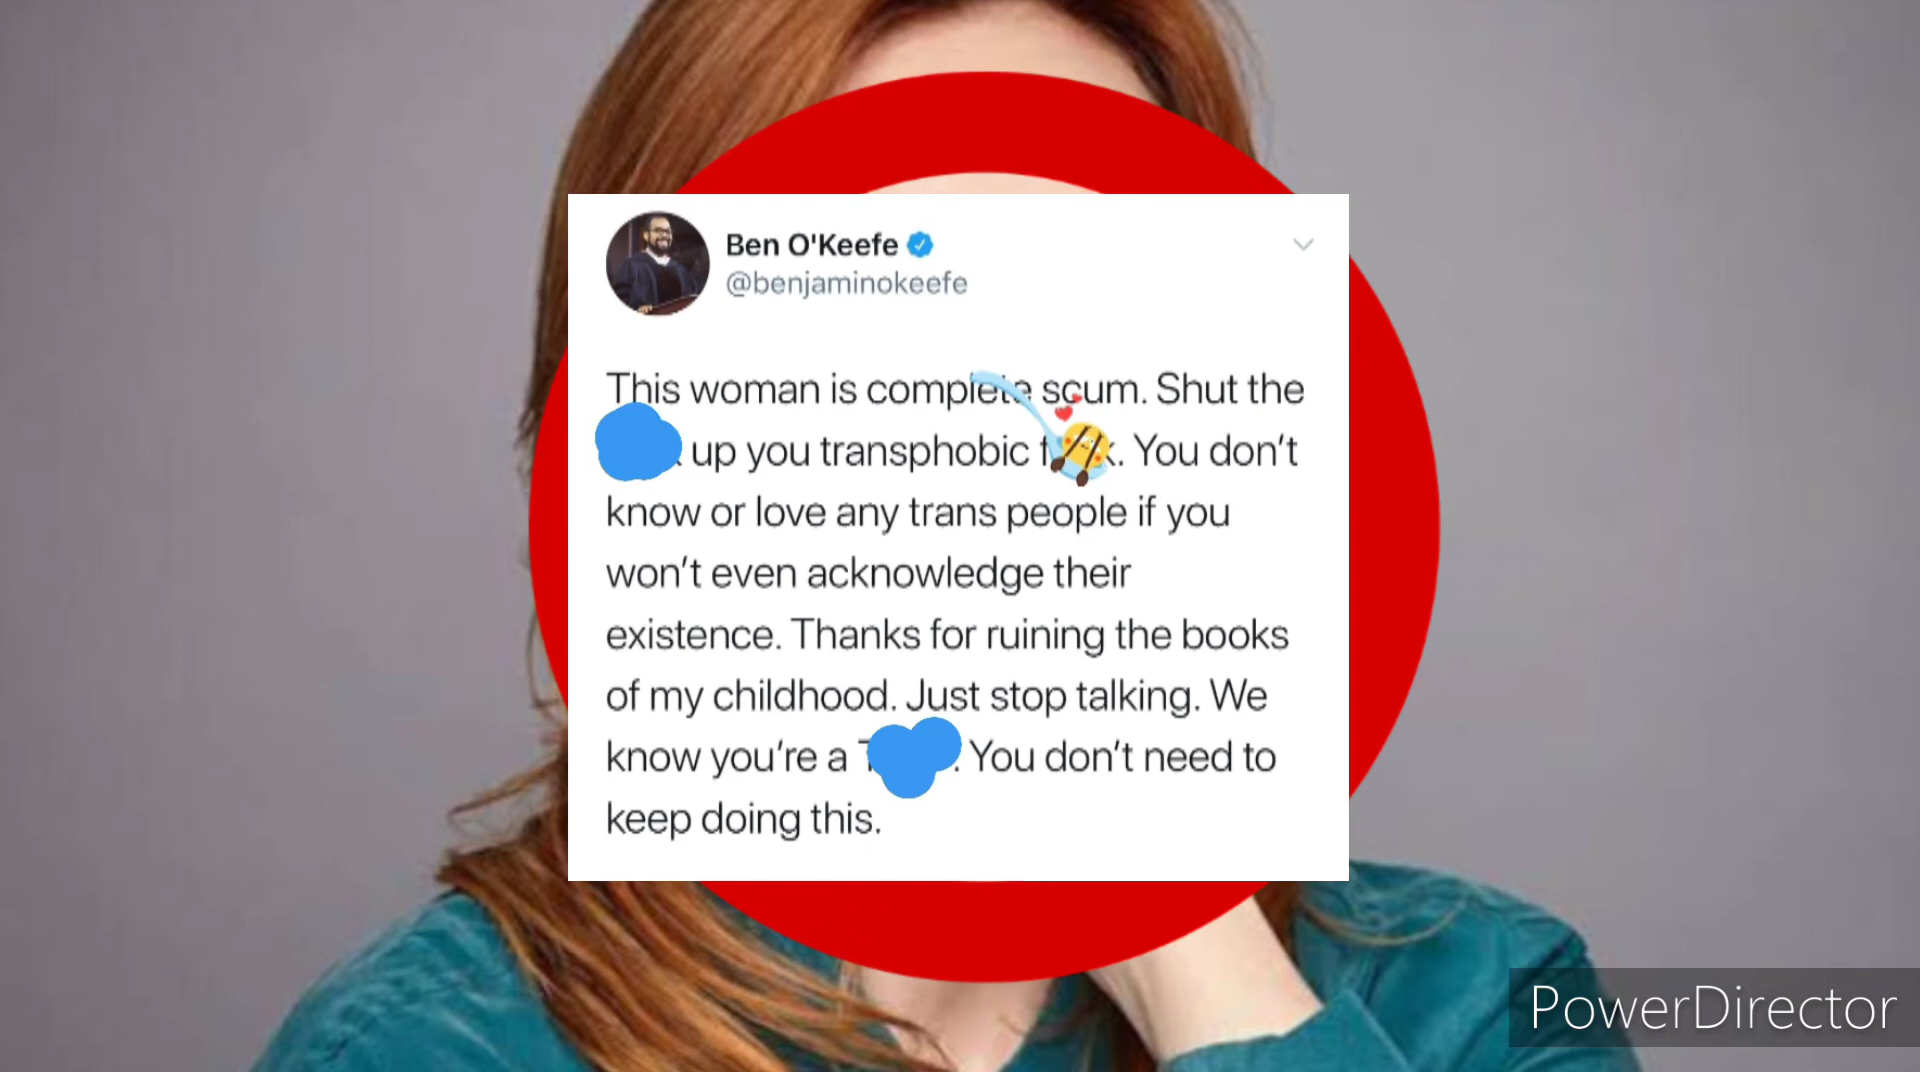 Ben O'Keefe
@benjaminokeefe
This woman is complete scum. Shut the
up you transphobic. You don't
know or love any trans people if you
won't even acknowledge their
existence. Thanks for ruining the books
of my childhood. Just stop talking. We
know you're a. You don't need to
keep doing this.
PowerDirector